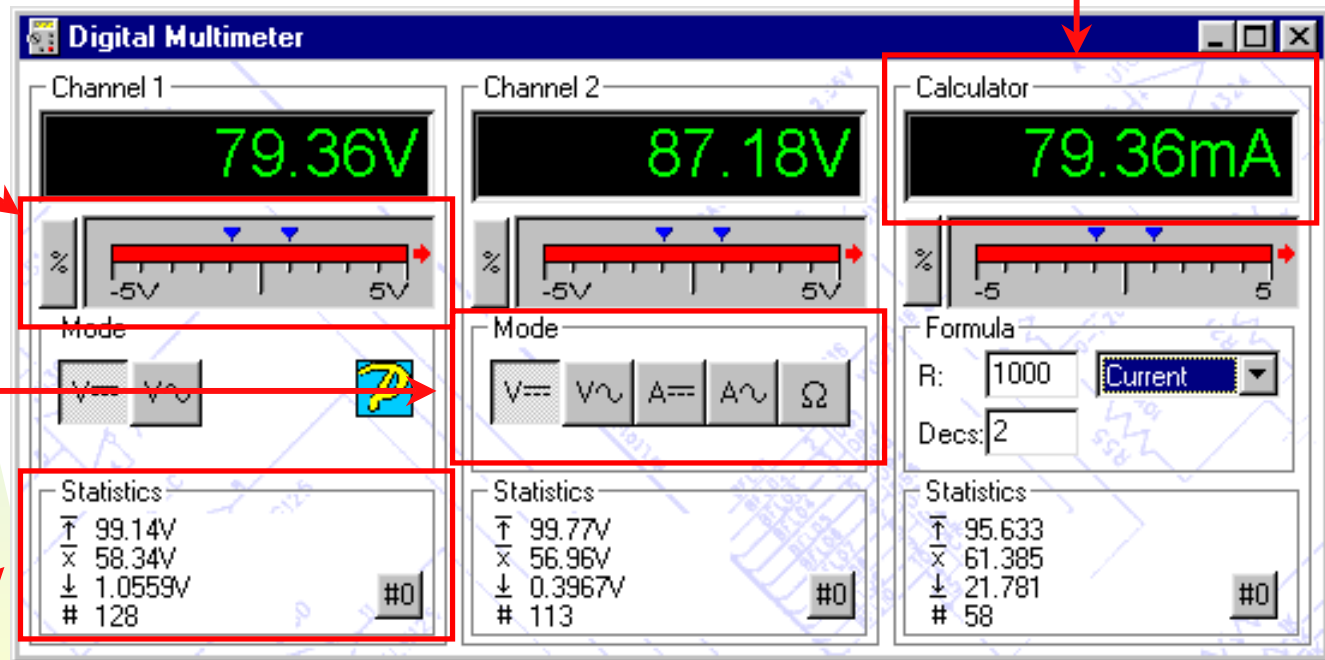 Digital Multimeter
Channel 1
79.36V
%
-5V 5V
Mode
V V
Statistics
99.14V
x 58.34V
1.0559V
# 128
#0
Channel 2
87.18V
%
-5V 5V
Mode
V V A A Ω
Statistics
99.77V
x 56.96V
0.3967V
# 113
#0
Calculator
79.36mA
%
-5 5
Formula
R: 1000 Current
Decs: 2
Statistics
95.633
x 61.385
21.781
# 58
#0